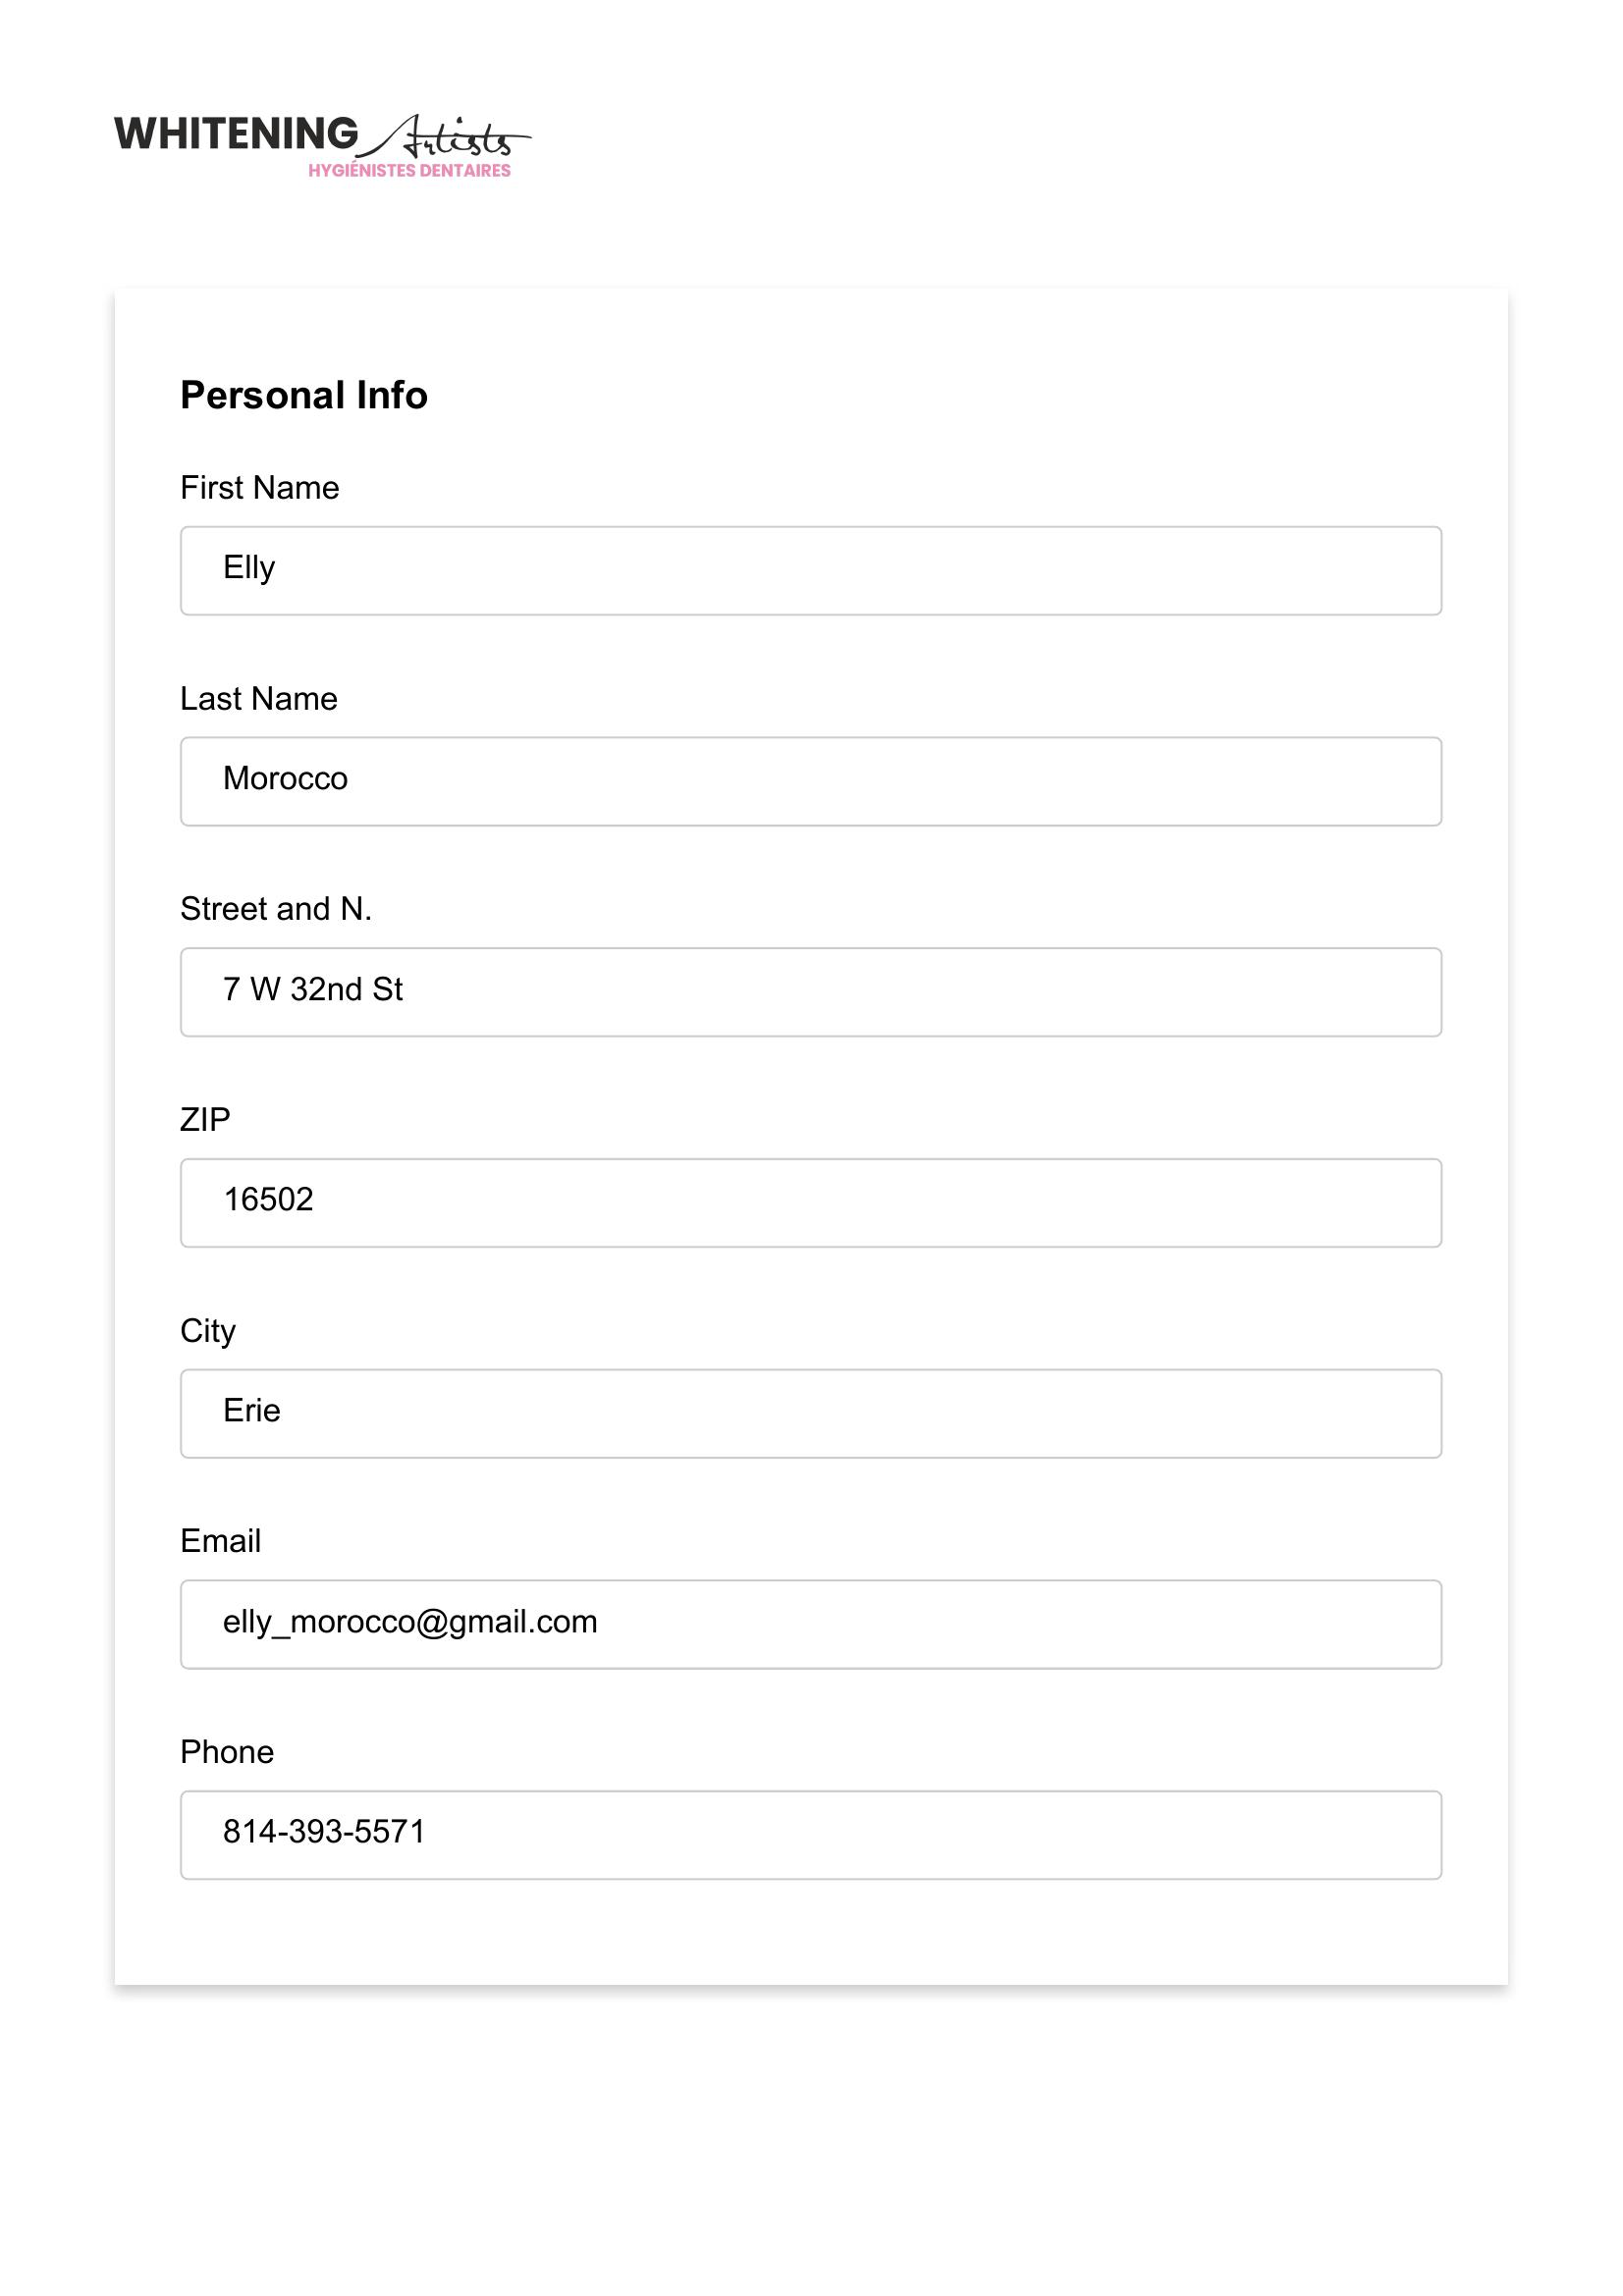 WHITENING Artists
HYGIÉNISTES DENTAIRES
Personal Info
First Name
Elly
Last Name
Morocco
Street and N.
7 W 32nd St
ZIP
16502
City
Erie
Email
elly_morocco@gmail.com
Phone
814-393-5571